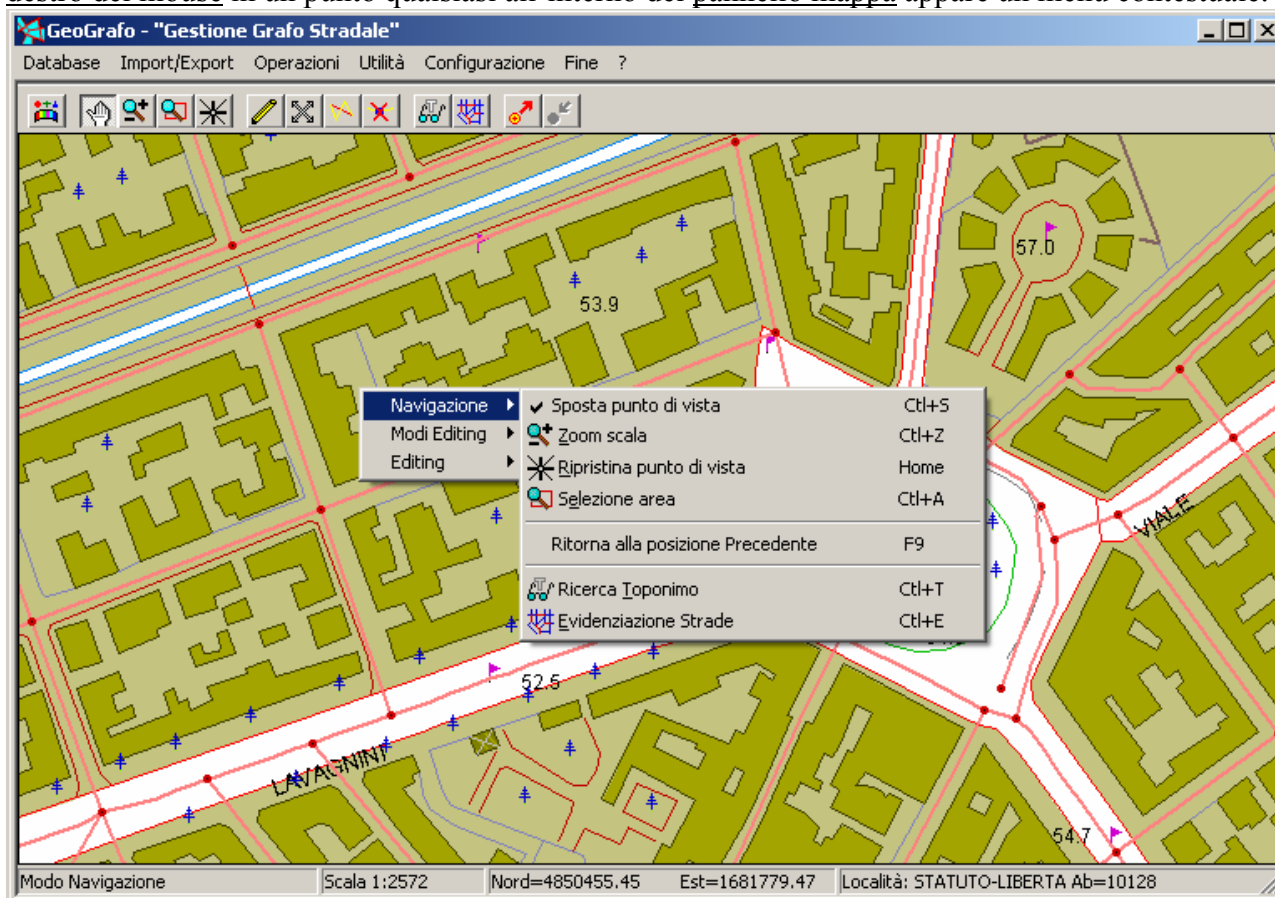 destro del mouse in un punto qualsiasi all'interno del pannello mappa appare un menù contestuale.
GeoGrafo - "Gestione Grafo Stradale"
Database Import/Export Operazioni Utilità Configurazione Fine ?
57.0
53.9
Navigazione
Modi Editing
Editing
Sposta punto di vista Ctl+S
Zoom scala Ctl+Z
Ripristina punto di vista Home
Selezione area Ctl+A
Ritorna alla posizione Precedente F9
Ricerca Toponimo Ctl+T
Evidenziazione Strade Ctl+E
VIALE
52.5
LAVAGNINI
54.7
Modo Navigazione Scala 1:2572 Nord=4850455.45 Est=1681779.47 Località: STATUTO-LIBERTA Ab=10128